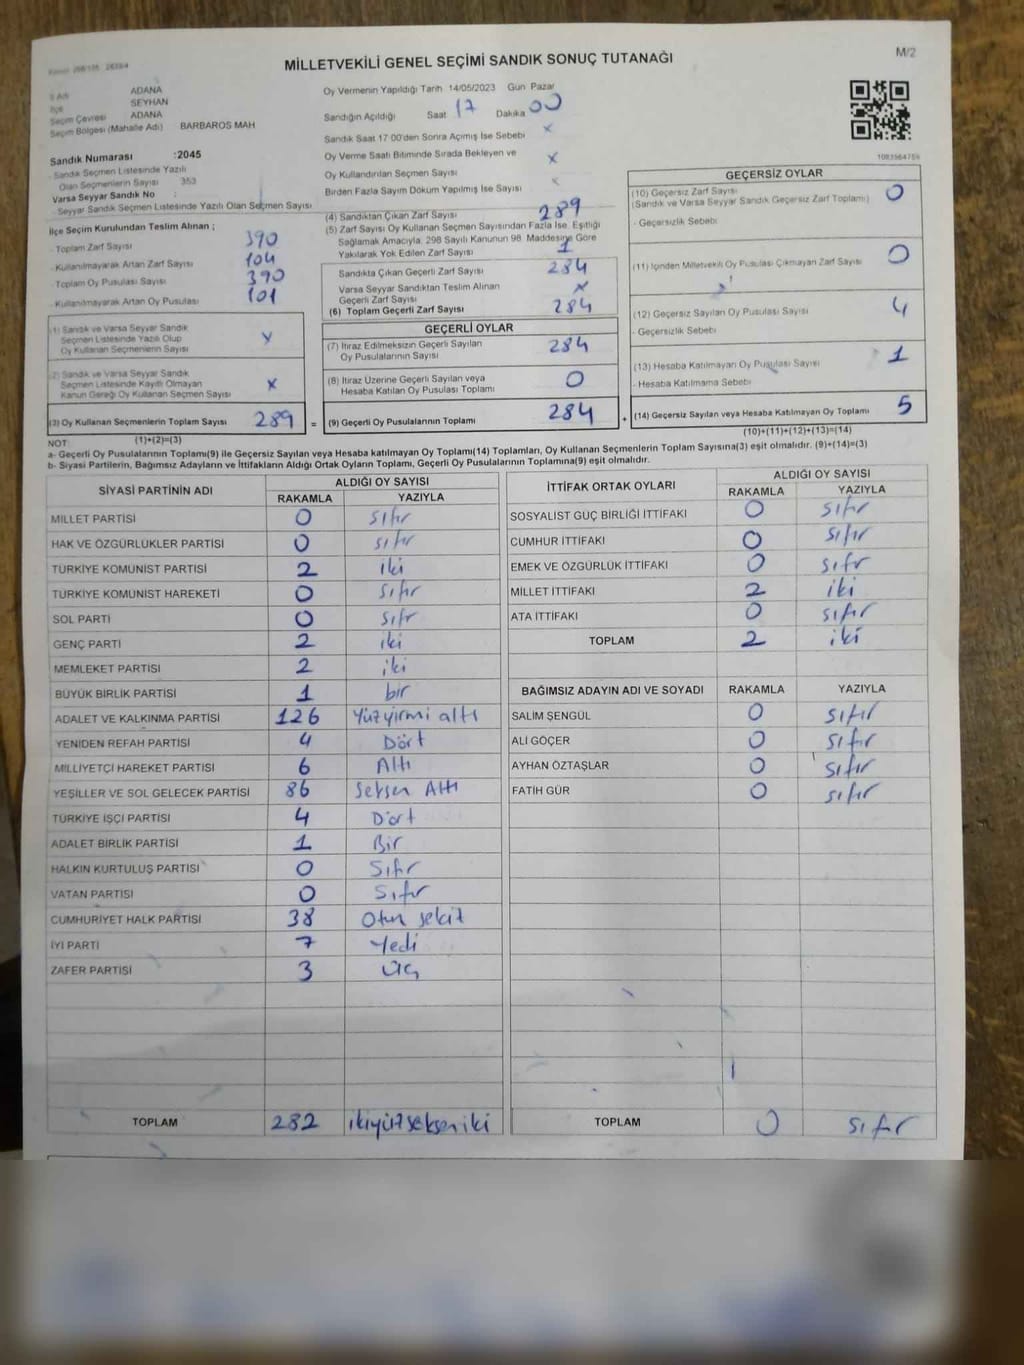 M/2
MİLLETVEKİLİ GENEL SEÇİMİ SANDIK SONUÇ TUTANAĞI
İl Adı ADANA
İlçe SEYHAN
Seçim Çevresi ADANA
Seçim Bölgesi (Mahalle Adı) BARBAROS MAH
Sandık Numarası :2045
Sandık Seçmen Listesinde Yazılı
Olan Seçmenlerin Sayısı 353
Varsa Seyyar Sandık No :
Seyyar Sandık Seçmen Listesinde Yazılı Olan Seçmen Sayısı
İlçe Seçim Kurulundan Teslim Alınan ;
- Toplam Zarf Sayısı 390
- Kullanılmayarak Artan Zarf Sayısı 104
- Toplam Oy Pusulası Sayısı 390
- Kullanılmayarak Artan Oy Pusulası 101
(1) Sandık ve Varsa Seyyar Sandık
Seçmen Listesinde Yazılı Olup
Oy Kullanan Seçmenlerin Sayısı x
(2) Sandık ve Varsa Seyyar Sandık
Seçmen Listesinde Kayıtlı Olmayan
Kanun Gereği Oy Kullanan Seçmen Sayısı x
(3) Oy Kullanan Seçmenlerin Toplam Sayısı 289 =
Oy Vermenin Yapıldığı Tarih 14/05/2023 Gün Pazar
Sandığın Açıldığı Saat 17 Dakika 00
Sandık Saat 17 00'den Sonra Açılmış İse Sebebi x
Oy Verme Saati Bitiminde Sırada Bekleyen ve
Oy Kullandırılan Seçmen Sayısı x
Birden Fazla Sayım Döküm Yapılmış İse Sayısı
(4) Sandıktan Çıkan Zarf Sayısı 289
(5) Zarf Sayısı Oy Kullanan Seçmen Sayısından Fazla İse, Eşitliği
Sağlamak Amacıyla, 298 Sayılı Kanunun 98. Maddesine Göre
Yakılarak Yok Edilen Zarf Sayısı 1
Sandıkta Çıkan Geçerli Zarf Sayısı 284
Varsa Seyyar Sandıktan Teslim Alınan
Geçerli Zarf Sayısı x
(6) Toplam Geçerli Zarf Sayısı 284
GEÇERLİ OYLAR
(7) İtiraz Edilmeksizin Geçerli Sayılan
Oy Pusulalarının Sayısı 284
(8) İtiraz Üzerine Geçerli Sayılan veya
Hesaba Katılan Oy Pusulası Toplamı 0
(9) Geçerli Oy Pusulalarının Toplamı 284 +
1083564759
GEÇERSİZ OYLAR
(10) Geçersiz Zarf Sayısı
(Sandık ve Varsa Seyyar Sandık Geçersiz Zarf Toplamı) 0
- Geçersizlik Sebebi
(11) İçinden Milletvekili Oy Pusulası Çıkmayan Zarf Sayısı 0
(12) Geçersiz Sayılan Oy Pusulası Sayısı 4
- Geçersizlik Sebebi
(13) Hesaba Katılmayan Oy Pusulası Sayısı 1
- Hesaba Katılmama Sebebi
(14) Geçersiz Sayılan veya Hesaba Katılmayan Oy Toplamı 5
NOT: (1)+(2)=(3) (10)+(11)+(12)+(13)=(14)
a- Geçerli Oy Pusulalarının Toplamı(9) ile Geçersiz Sayılan veya Hesaba katılmayan Oy Toplamı(14) Toplamları, Oy Kullanan Seçmenlerin Toplam Sayısına(3) eşit olmalıdır. (9)+(14)=(3)
b- Siyasi Partilerin, Bağımsız Adayların ve İttifakların Aldığı Ortak Oyların Toplamı, Geçerli Oy Pusulalarının Toplamına(9) eşit olmalıdır.
SİYASİ PARTİNİN ADI ALDIĞI OY SAYISI
RAKAMLA YAZIYLA
MİLLET PARTİSİ 0 sıfır
HAK VE ÖZGÜRLÜKLER PARTİSİ 0 sıfır
TÜRKİYE KOMÜNİST PARTİSİ 2 iki
TÜRKİYE KOMÜNİST HAREKETİ 0 sıfır
SOL PARTİ 0 sıfır
GENÇ PARTİ 2 iki
MEMLEKET PARTİSİ 2 iki
BÜYÜK BİRLİK PARTİSİ 1 bir
ADALET VE KALKINMA PARTİSİ 126 Yüzyirmi altı
YENİDEN REFAH PARTİSİ 4 Dört
MİLLİYETÇİ HAREKET PARTİSİ 6 Altı
YEŞİLLER VE SOL GELECEK PARTİSİ 86 Seksen Altı
TÜRKİYE İŞÇİ PARTİSİ 4 Dört
ADALET BİRLİK PARTİSİ 1 Bir
HALKIN KURTULUŞ PARTİSİ 0 Sıfır
VATAN PARTİSİ 0 Sıfır
CUMHURİYET HALK PARTİSİ 38 Otuz sekiz
İYİ PARTİ 7 Yedi
ZAFER PARTİSİ 3 Üç
TOPLAM 282 ikiyüzsekseniki
İTTİFAK ORTAK OYLARI ALDIĞI OY SAYISI
RAKAMLA YAZIYLA
SOSYALİST GÜÇ BİRLİĞİ İTTİFAKI 0 sıfır
CUMHUR İTTİFAKI 0 sıfır
EMEK VE ÖZGÜRLÜK İTTİFAKI 0 sıfır
MİLLET İTTİFAKI 2 iki
ATA İTTİFAKI 0 sıfır
TOPLAM 2 iki
BAĞIMSIZ ADAYIN ADI VE SOYADI RAKAMLA YAZIYLA
SALİM ŞENGÜL 0 sıfır
ALİ GÖÇER 0 sıfır
AYHAN ÖZTAŞLAR 0 sıfır
FATİH GÜR 0 sıfır
TOPLAM 0 sıfır